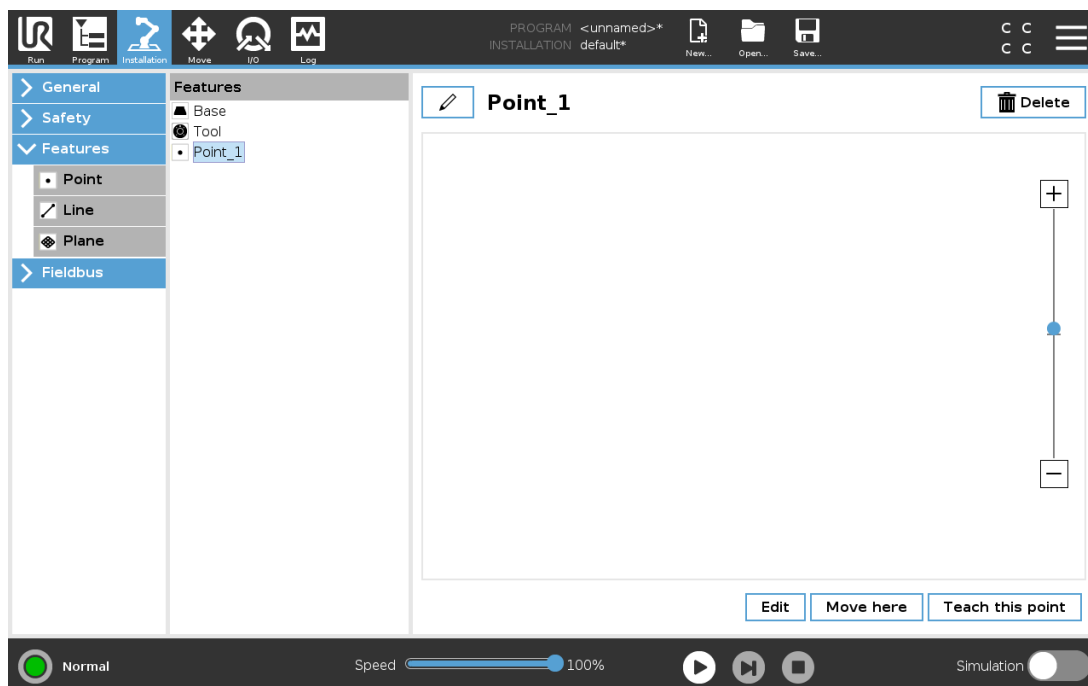 PROGRAM <unnamed>*
INSTALLATION default*
Run Program Installation Move I/O Log New... Open... Save...
C C
C C
General
Safety
Features
Point
Line
Plane
Fieldbus
Features
Base
Tool
Point_1
Point_1
Delete
+
−
Edit Move here Teach this point
Normal Speed 100% Simulation